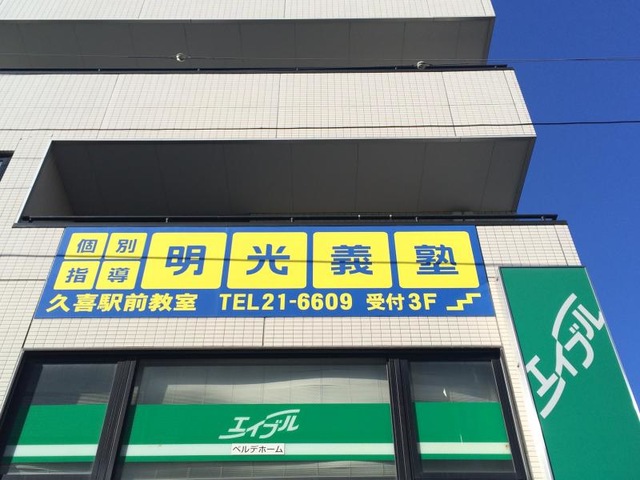 個別
指導
明光義塾
久喜駅前教室 TEL21-6609 受付3F
エイブル
エイブル
ベルデホーム